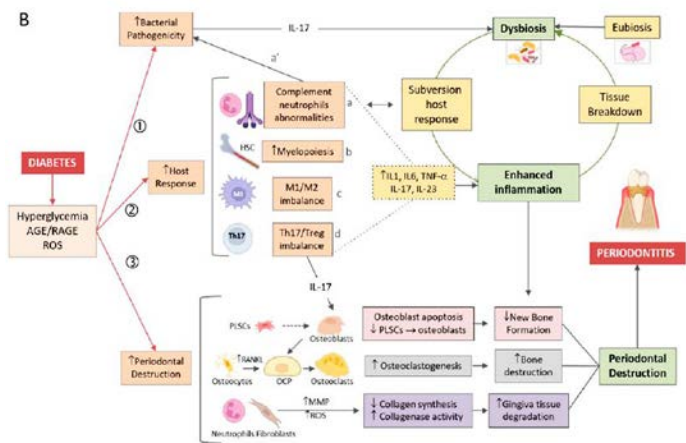 B
↑Bacterial
Pathogenicity
IL-17
Dysbiosis
Eubiosis
a'
Complement
neutrophils
abnormalities
a
Subversion
host
response
Tissue
Breakdown
①
DIABETES
↑Host
Response
HSC
↑Myelopoiesis
b
②
Hyperglycemia
AGE/RAGE
ROS
M1/M2
imbalance
c
↑IL1, IL6, TNF-α
IL-17, IL-23
Enhanced
inflammation
Th17
Th17/Treg
imbalance
d
③
PERIODONTITIS
IL-17
PLSCs
Osteoblasts
Osteoblast apoptosis
↓ PLSCs → osteoblasts
↓New Bone
Formation
↑Periodontal
Destruction
↑RANKL
Osteocytes
OCP
Osteoclasts
↑ Osteoclastogenesis
↑Bone
destruction
Periodontal
Destruction
↑MMP
↑ROS
Neutrophils Fibroblasts
↓ Collagen synthesis
↑ Collagenase activity
↑Gingiva tissue
degradation